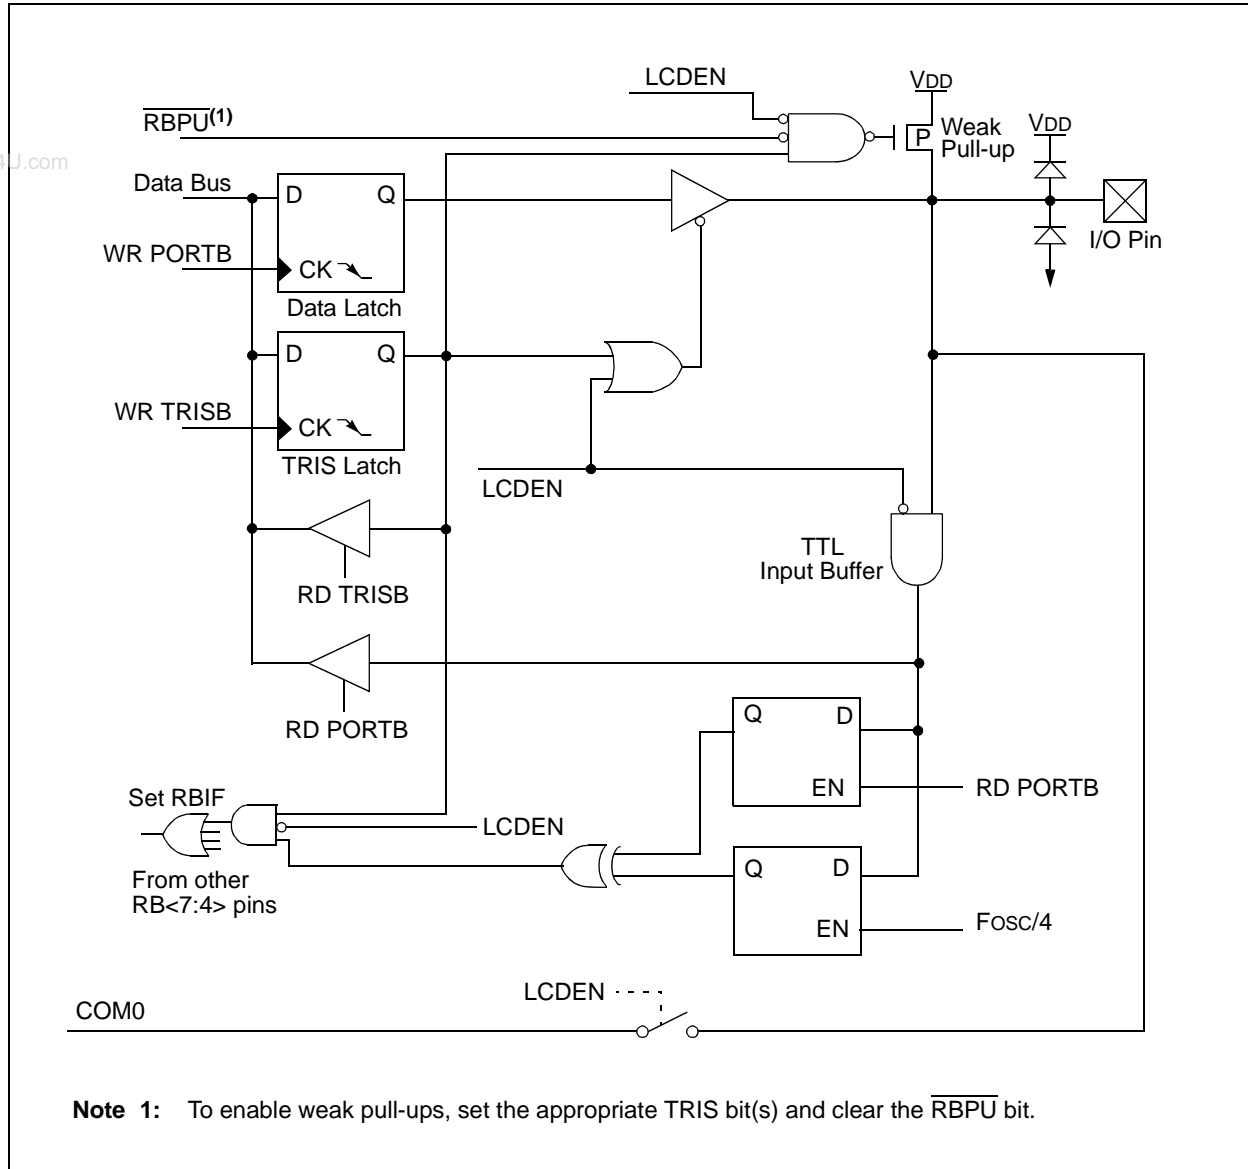 LCDEN
VDD
RBPU(1)
Weak
Pull-up
P
VDD
4U.com
Data Bus
D
Q
I/O Pin
WR PORTB
CK
Data Latch
D
Q
WR TRISB
CK
TRIS Latch
LCDEN
TTL
Input Buffer
RD TRISB
RD PORTB
Q
D
EN
RD PORTB
Set RBIF
LCDEN
From other
RB<7:4> pins
Q
D
EN
FOSC/4
LCDEN
COM0
Note 1: To enable weak pull-ups, set the appropriate TRIS bit(s) and clear the RBPU bit.